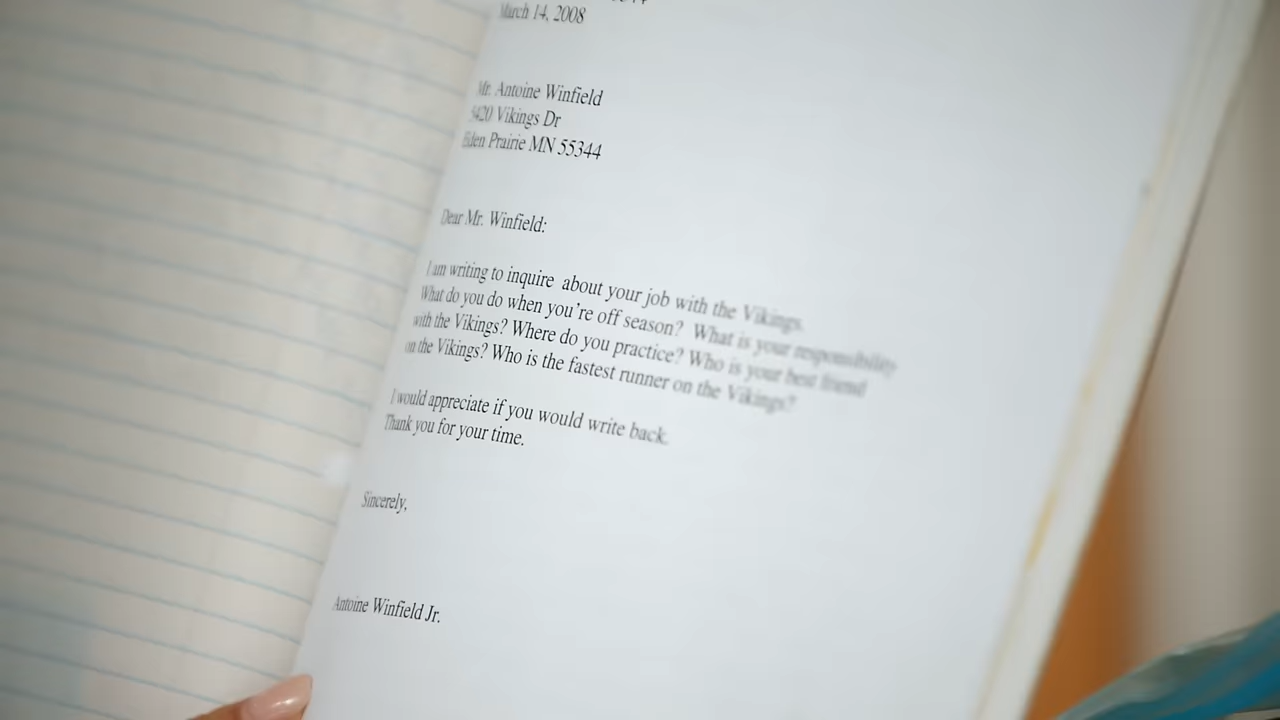 March 14, 2008
Mr. Antoine Winfield
Vikings Dr
Eden Prairie MN 55344
Dear Mr. Winfield:
I am writing to inquire about your job with the Vikings.
What do you do when you're off season? What is your responsibility
with the Vikings? Where do you practice? Who is your best friend
on the Vikings? Who is the fastest runner on the Vikings?
I would appreciate if you would write back.
Thank you for your time.
Sincerely,
Antoine Winfield Jr.